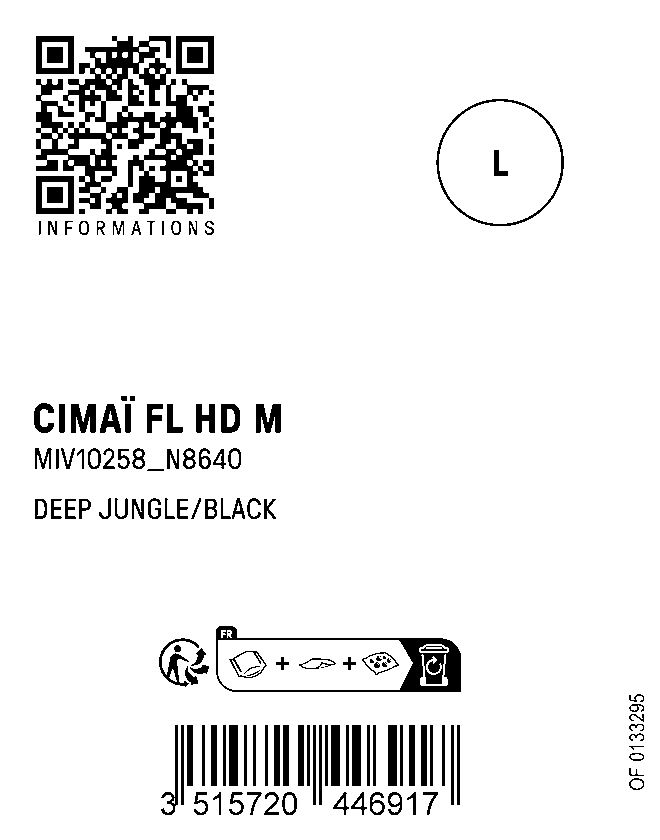 INFORMATIONS
L
CIMAÏ FL HD M
MIV10258_N8640
DEEP JUNGLE/BLACK
FR
3 515720 446917
OF 0133295